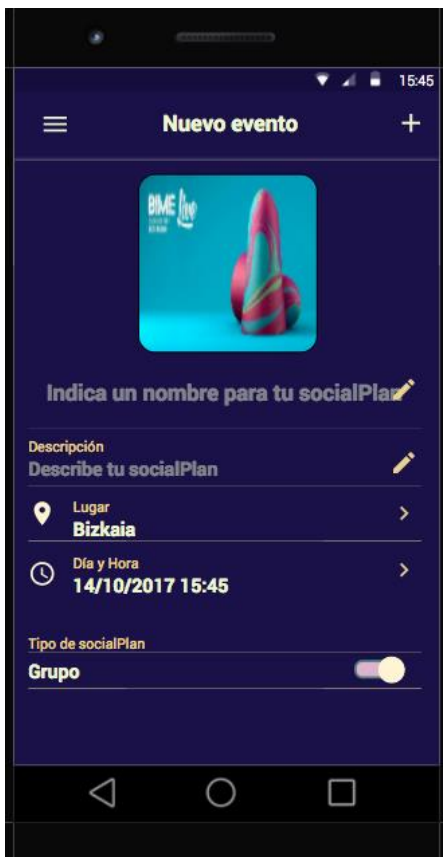 15:45
Nuevo evento
BIME live
Indica un nombre para tu socialPlan
Descripción
Describe tu socialPlan
Lugar
Bizkaia
Día y Hora
14/10/2017 15:45
Tipo de socialPlan
Grupo